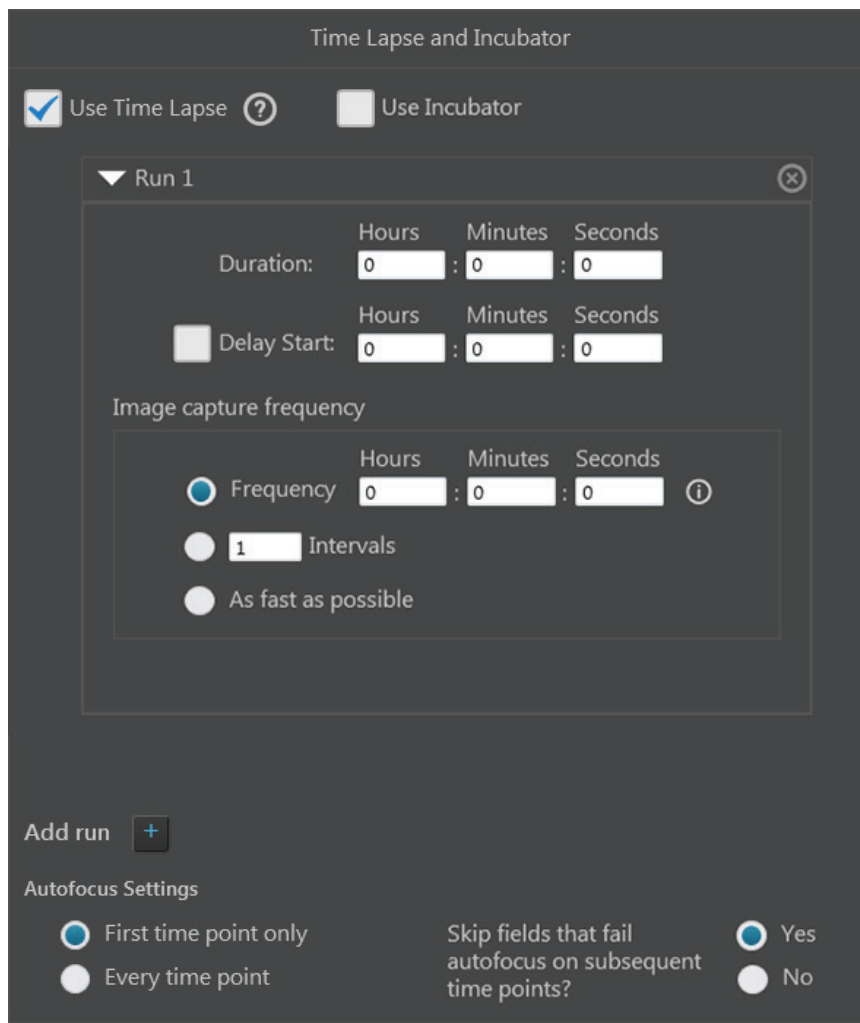 Time Lapse and Incubator
Use Time Lapse ? Use Incubator
Run 1
Hours Minutes Seconds
Duration: 0 : 0 : 0
Hours Minutes Seconds
Delay Start: 0 : 0 : 0
Image capture frequency
Hours Minutes Seconds
Frequency 0 : 0 : 0 i
1 Intervals
As fast as possible
Add run +
Autofocus Settings
First time point only
Every time point
Skip fields that fail
autofocus on subsequent
time points?
Yes
No